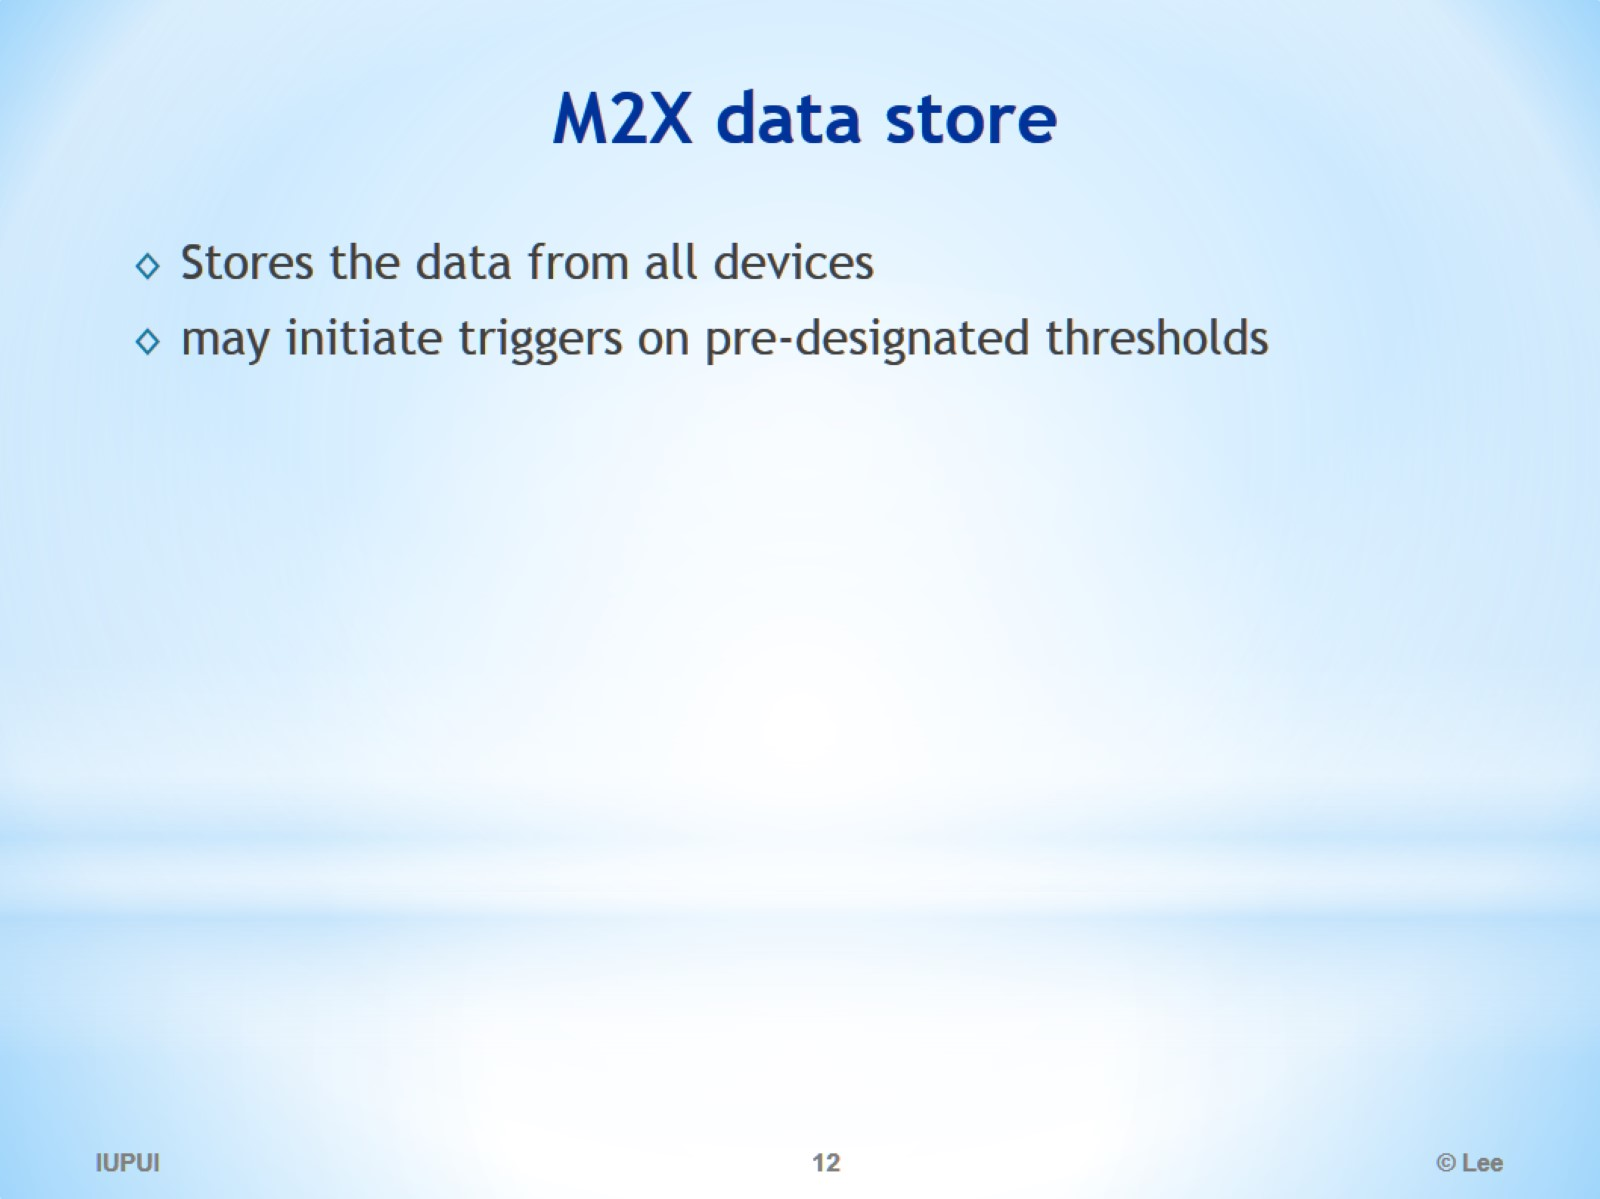 M2X data store
◇ Stores the data from all devices
◇ may initiate triggers on pre-designated thresholds
IUPUI 12 © Lee